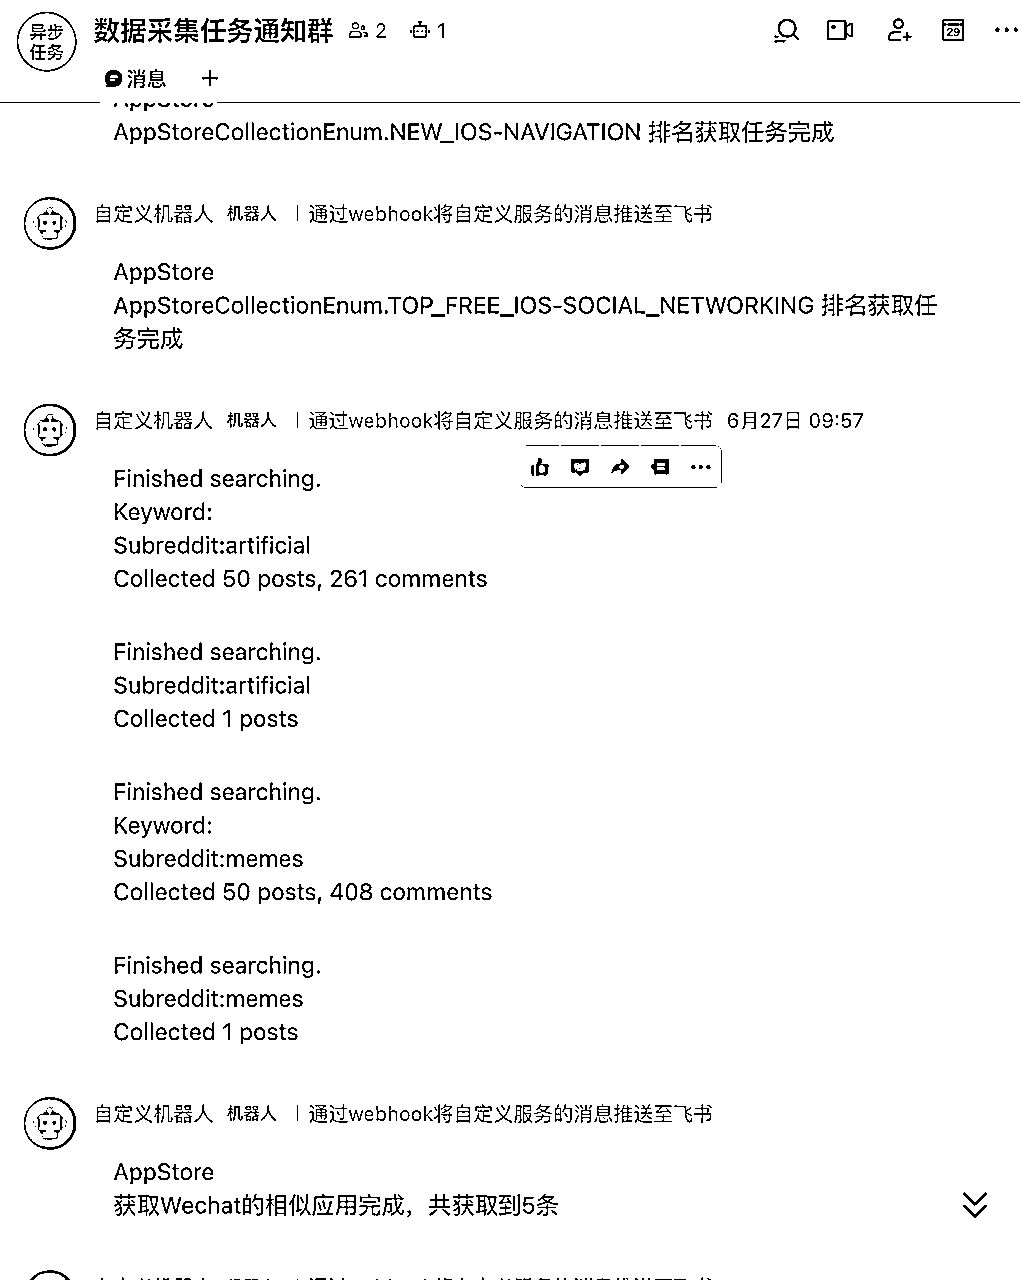 异步
任务
数据采集任务通知群 2 1
29
消息 +
AppStore
AppStoreCollectionEnum.NEW_IOS-NAVIGATION 排名获取任务完成
自定义机器人 机器人 | 通过webhook将自定义服务的消息推送至飞书
AppStore
AppStoreCollectionEnum.TOP_FREE_IOS-SOCIAL_NETWORKING 排名获取任
务完成
自定义机器人 机器人 | 通过webhook将自定义服务的消息推送至飞书 6月27日 09:57
Finished searching.
Keyword:
Subreddit:artificial
Collected 50 posts, 261 comments
Finished searching.
Subreddit:artificial
Collected 1 posts
Finished searching.
Keyword:
Subreddit:memes
Collected 50 posts, 408 comments
Finished searching.
Subreddit:memes
Collected 1 posts
自定义机器人 机器人 | 通过webhook将自定义服务的消息推送至飞书
AppStore
获取Wechat的相似应用完成，共获取到5条